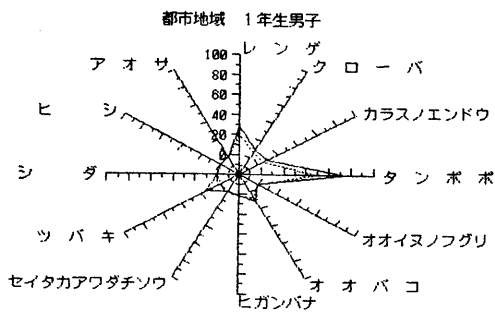 都市地域 1年生男子
レンゲ
クローバ
カラスノエンドウ
タンポポ
オオイヌノフグリ
オオバコ
ヒガンバナ
セイタカアワダチソウ
ツバキ
シダ
ヒシ
アオサ
100
80
60
40
20
0